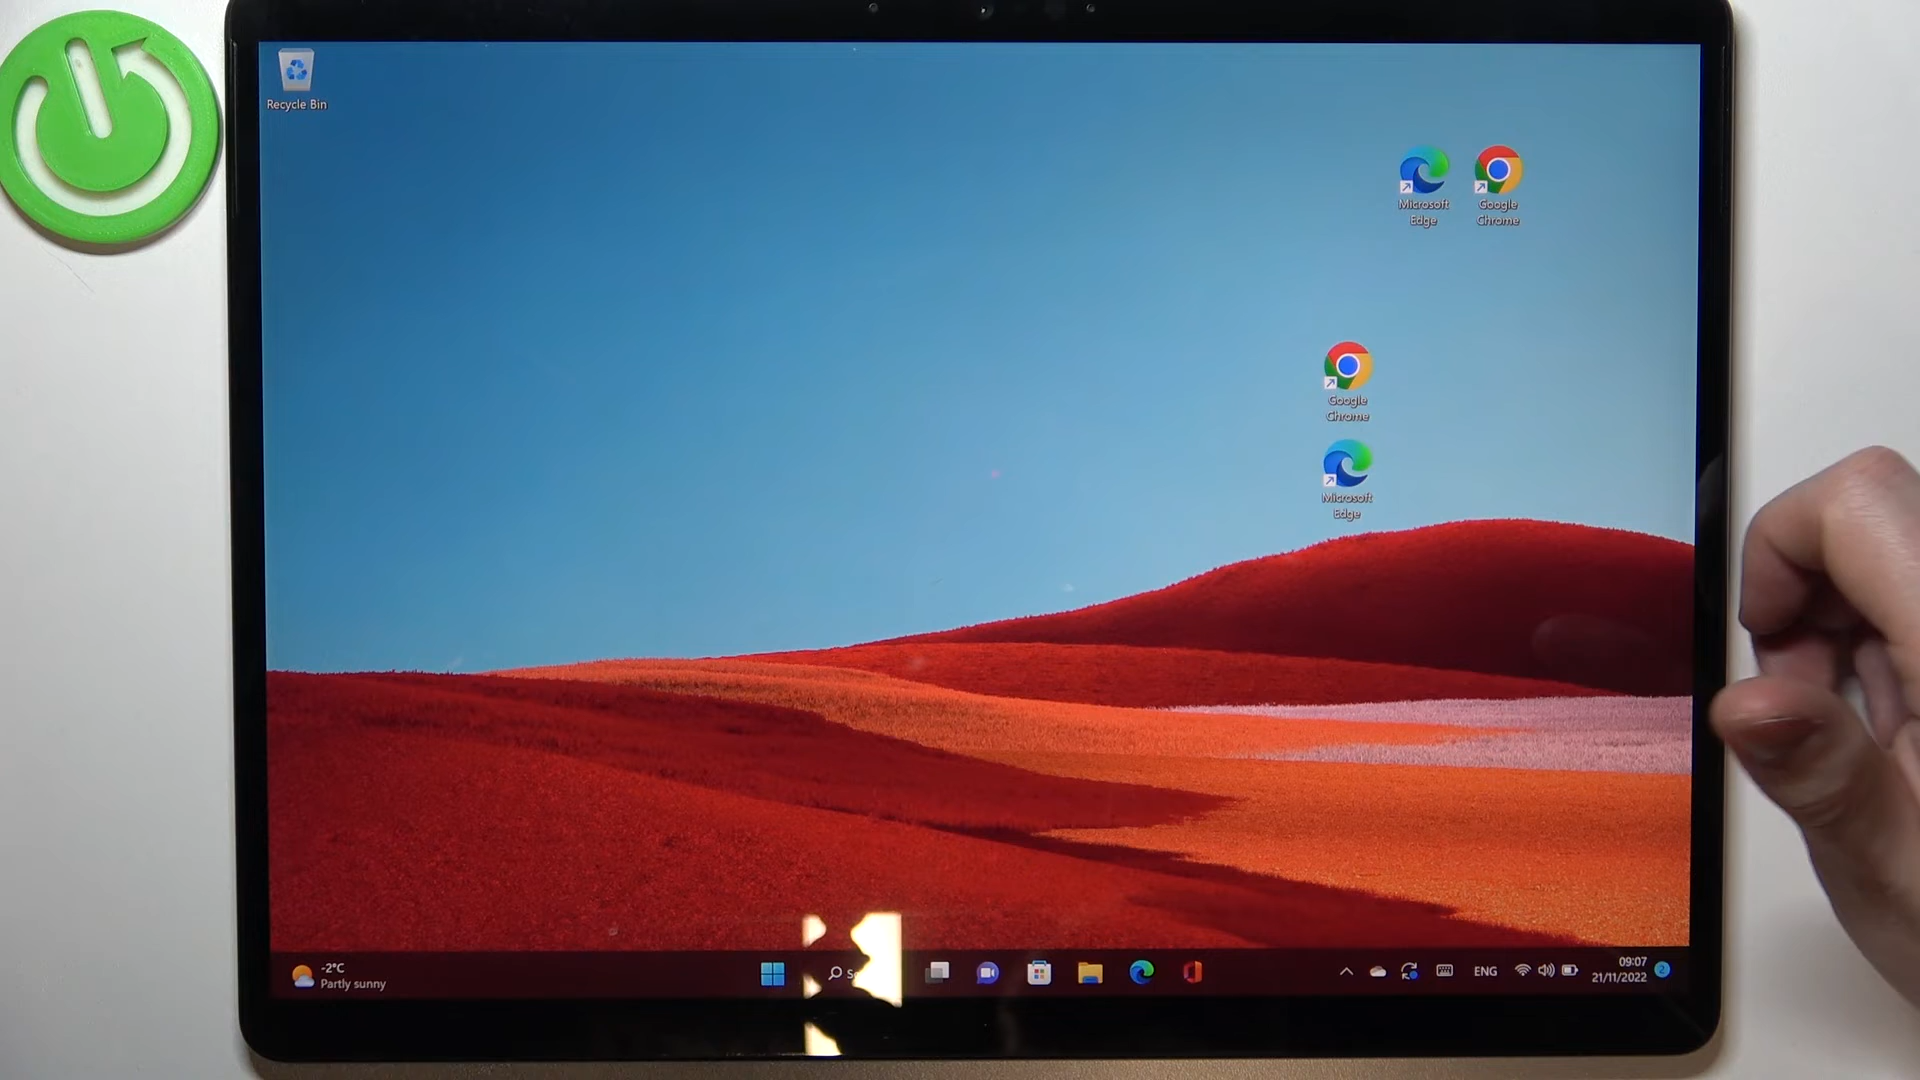 Recycle Bin
Microsoft
Edge
Google
Chrome
Google
Chrome
Microsoft
Edge
-2°C
Partly sunny
ENG
09:07
21/11/2022
2